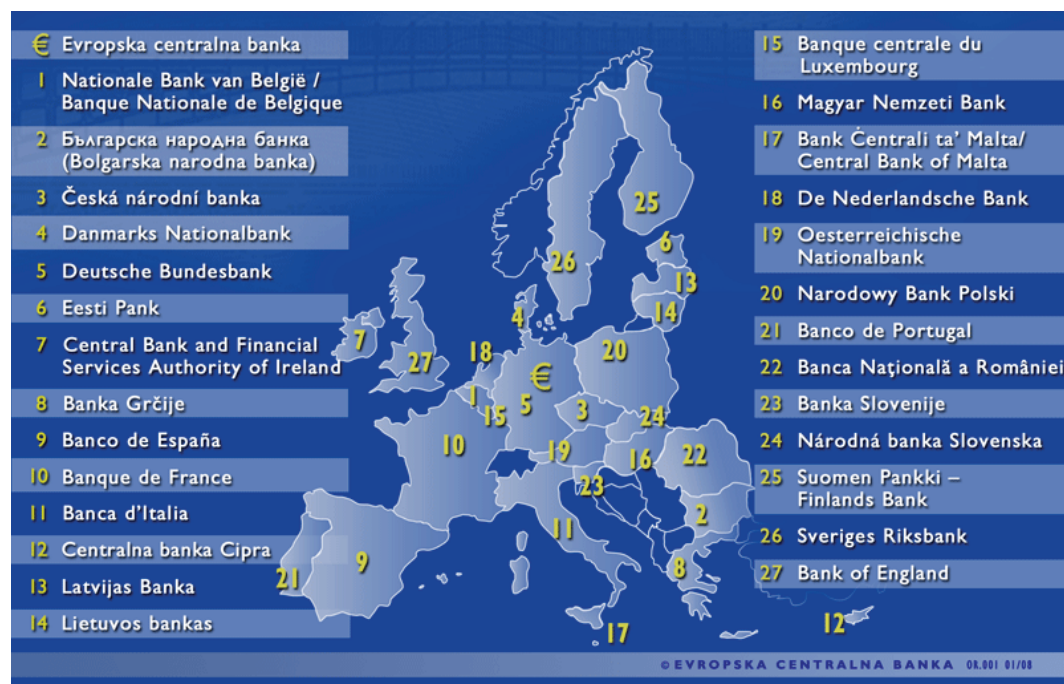 € Evropska centralna banka
1 Nationale Bank van België /
Banque Nationale de Belgique
2 Българска народна банка
(Bolgarska narodna banka)
3 Česká národní banka
4 Danmarks Nationalbank
5 Deutsche Bundesbank
6 Eesti Pank
7 Central Bank and Financial
Services Authority of Ireland
8 Banka Grčije
9 Banco de España
10 Banque de France
11 Banca d'Italia
12 Centralna banka Cipra
13 Latvijas Banka
14 Lietuvos bankas
15 Banque centrale du
Luxembourg
16 Magyar Nemzeti Bank
17 Bank Ċentrali ta' Malta/
Central Bank of Malta
18 De Nederlandsche Bank
19 Oesterreichische
Nationalbank
20 Narodowy Bank Polski
21 Banco de Portugal
22 Banca Naţională a României
23 Banka Slovenije
24 Národná banka Slovenska
25 Suomen Pankki –
Finlands Bank
26 Sveriges Riksbank
27 Bank of England
25
6
26
13
14
4
7
18
20
27
€
1
5
3
15
24
10
19
16
22
23
2
11
9
8
21
12
17
© EVROPSKA CENTRALNA BANKA OR.001 01/08